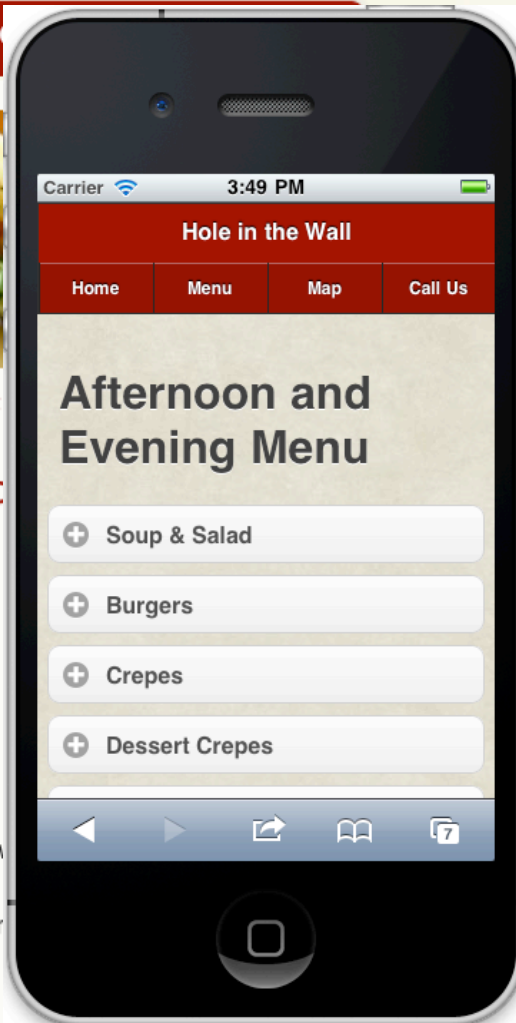 Carrier 3:49 PM
Hole in the Wall
Home Menu Map Call Us
Afternoon and
Evening Menu
Soup & Salad
Burgers
Crepes
Dessert Crepes
7